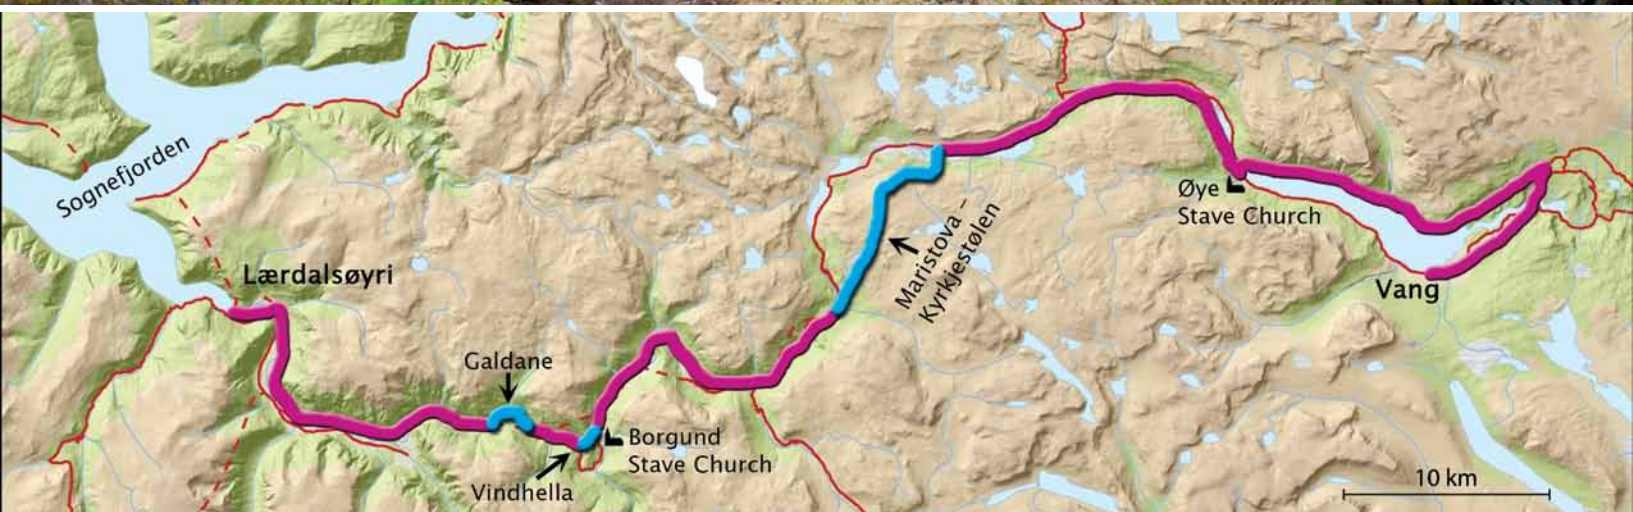 Sognefjorden
Lærdalsøyri
Galdane
Vindhella
Borgund
Stave Church
Maristova –
Kyrkjestølen
Øye
Stave Church
Vang
10 km